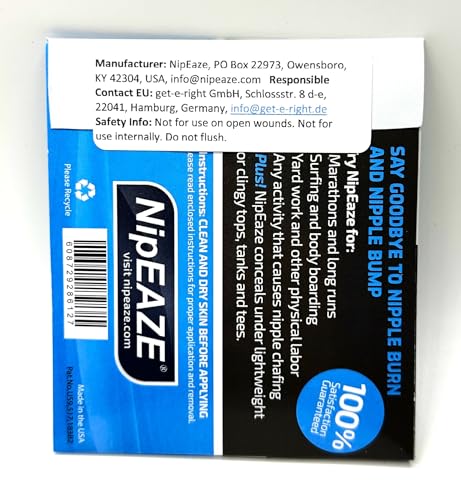 Manufacturer: NipEaze, PO Box 22973, Owensboro,
KY 42304, USA, info@nipeaze.com Responsible
Contact EU: get-e-right GmbH, Schlossstr. 8 d-e,
22041, Hamburg, Germany, info@get-e-right.de
Safety Info: Not for use on open wounds. Not for
use internally. Do not flush.
SAY GOODBYE TO NIPPLE BURN
AND NIPPLE BUMP
ry NipEaze for:
Marathons and long runs
Surfing and body boarding
Yard work and other physical labor
Any activity that causes nipple chafing
Plus! NipEaze conceals under lightweight
or clingy tops, tanks and tees.
100%
Satisfaction
Guaranteed
Instructions: CLEAN AND DRY SKIN BEFORE APPLYING
ease read enclosed instructions for proper application and removal.
NipEAZE®
visit nipeaze.com
Please Recycle
608729286127
Made in the USA